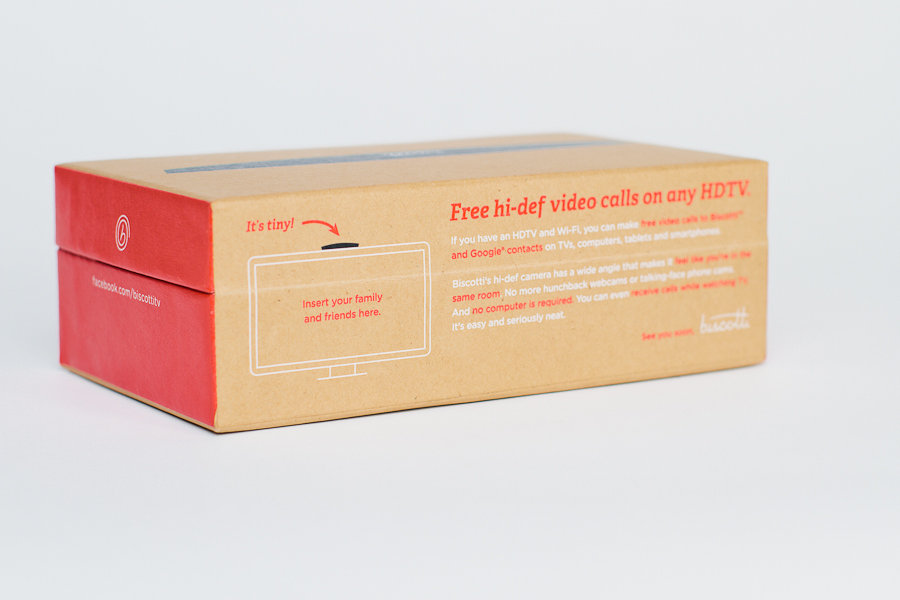 facebook.com/biscottitv
It's tiny!
Insert your family
and friends here.
Free hi-def video calls on any HDTV.
If you have an HDTV and Wi-Fi, you can make free video calls to Biscotti™
and Google® contacts on TVs, computers, tablets and smartphones.
Biscotti's hi-def camera has a wide angle that makes it feel like you're in the
same room. No more hunchback webcams or talking-face phone cams.
And no computer is required. You can even receive calls while watching TV.
It's easy and seriously neat.
See you soon, biscotti